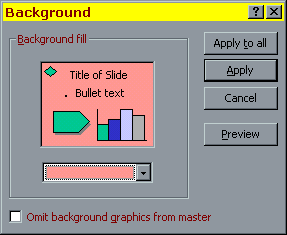 Background
Background fill
Title of Slide
. Bullet text
Apply to all
Apply
Cancel
Preview
Omit background graphics from master